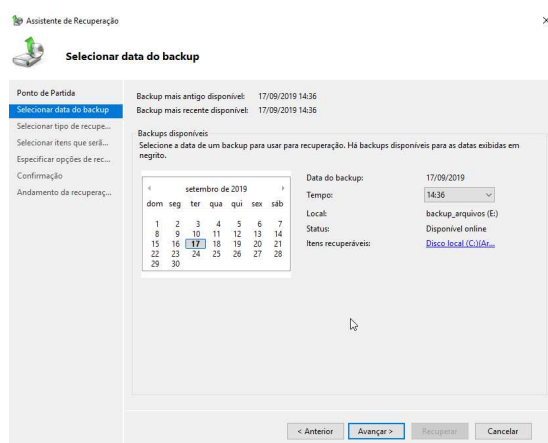 Assistente de Recuperação
Selecionar data do backup
Ponto de Partida
Selecionar data do backup
Selecionar tipo de recupe...
Selecionar itens que serã...
Especificar opções de rec...
Confirmação
Andamento da recuperaç...
Backup mais antigo disponível: 17/09/2019 14:36
Backup mais recente disponível: 17/09/2019 14:36
Backups disponíveis
Selecione a data de um backup para usar para recuperação. Há backups disponíveis para as datas exibidas em
negrito.
setembro de 2019
dom seg ter qua qui sex sáb
1 2 3 4 5 6 7
8 9 10 11 12 13 14
15 16 17 18 19 20 21
22 23 24 25 26 27 28
29 30
Data do backup: 17/09/2019
Tempo: 14:36
Local: backup_arquivos (E:)
Status: Disponível online
Itens recuperáveis: Disco local (C:)(Ar...
< Anterior Avançar > Recuperar Cancelar